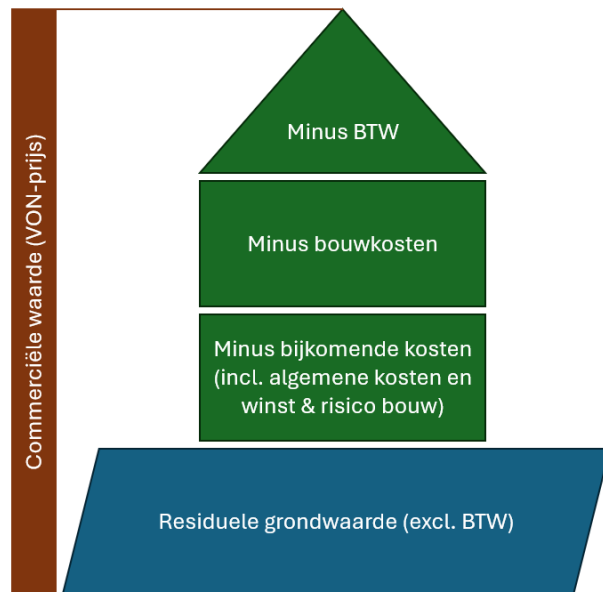 Commerciële waarde (VON-prijs)
Minus BTW
Minus bouwkosten
Minus bijkomende kosten
(incl. algemene kosten en
winst & risico bouw)
Residuele grondwaarde (excl. BTW)